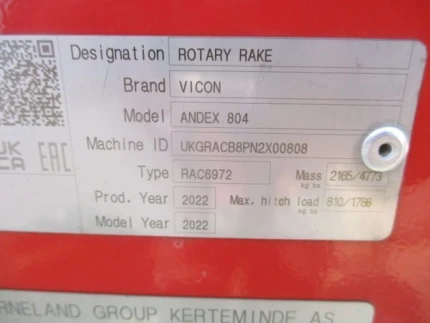 Designation ROTARY RAKE
Brand VICON
Model ANDEX 804
Machine ID UKGRACB8PN2X00808
Type RAC6972 Mass 2165/4773
kg lbs
Prod. Year 2022 Max. hitch load 810/1786
kg lbs
Model Year 2022
UK
CA EAC
RNELAND GROUP KERTEMINDE AS